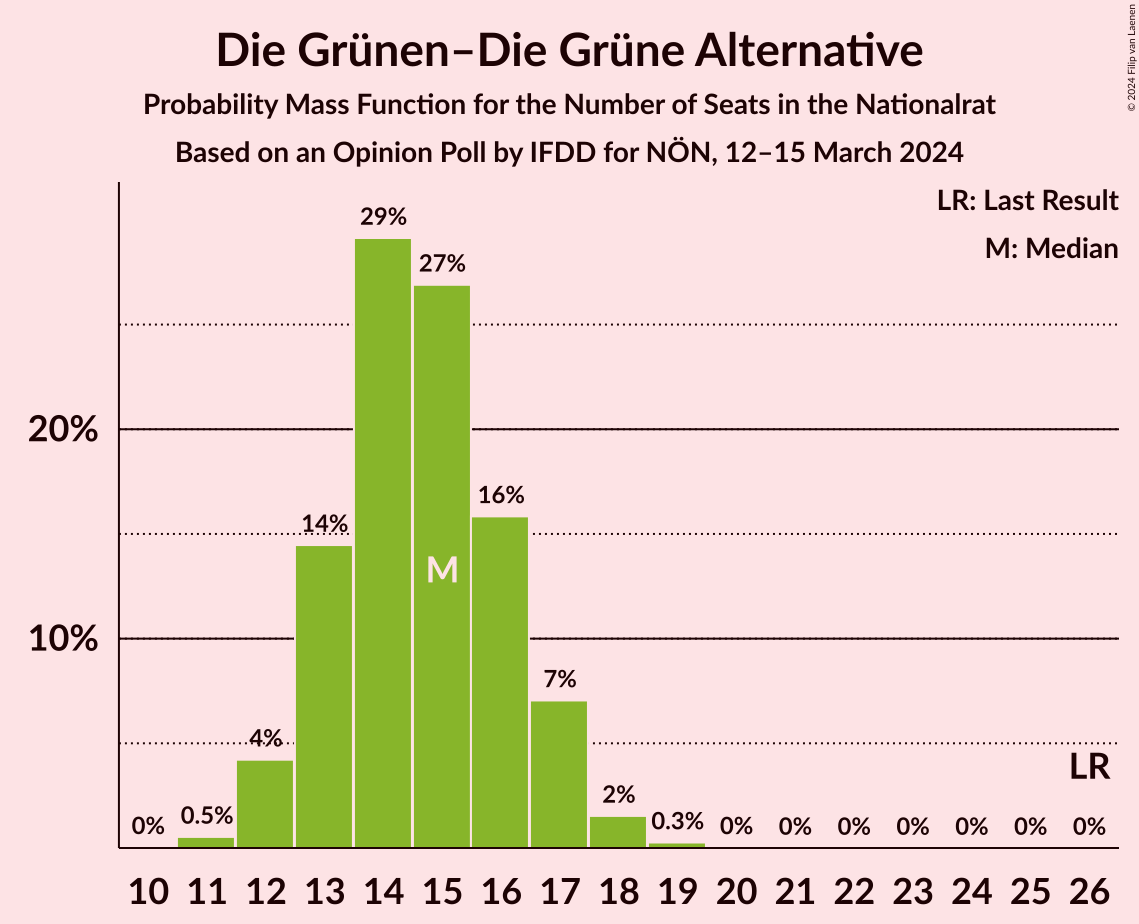 Die Grünen–Die Grüne Alternative
Probability Mass Function for the Number of Seats in the Nationalrat
Based on an Opinion Poll by IFDD for NÖN, 12–15 March 2024
© 2024 Filip van Laenen
LR: Last Result
M: Median
29%
27%
20%
16%
14%
M
10%
7%
4%
LR
2%
0% 0.5% 0.3% 0% 0% 0% 0% 0% 0% 0%
10 11 12 13 14 15 16 17 18 19 20 21 22 23 24 25 26